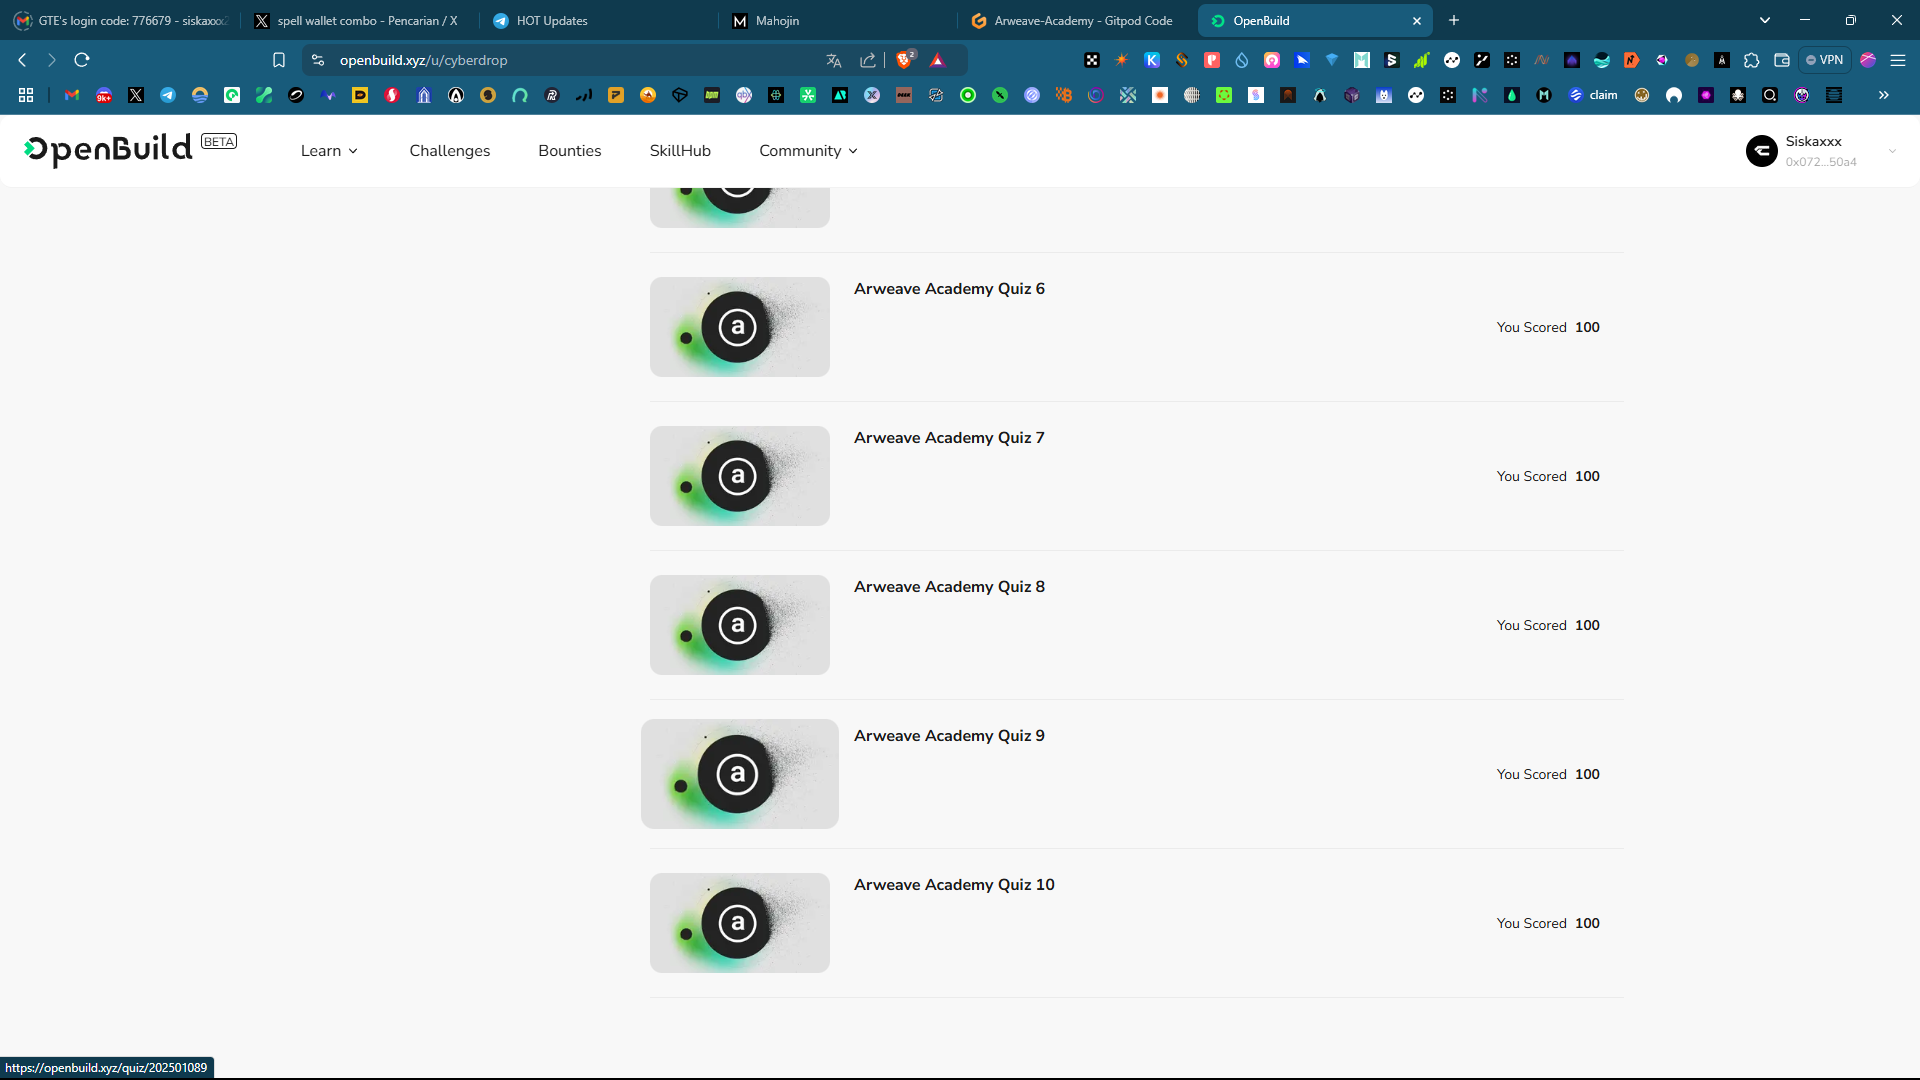 GTE's login code: 776679 - siskaxxx2
spell wallet combo - Pencarian / X
HOT Updates
Mahojin
Arweave-Academy - Gitpod Code
OpenBuild
openbuild.xyz/u/cyberdrop
2
VPN
9k+
claim
OpenBuild BETA
Learn
Challenges
Bounties
SkillHub
Community
Siskaxxx
0x072...50a4
Arweave Academy Quiz 6
You Scored 100
Arweave Academy Quiz 7
You Scored 100
Arweave Academy Quiz 8
You Scored 100
Arweave Academy Quiz 9
You Scored 100
Arweave Academy Quiz 10
You Scored 100
https://openbuild.xyz/quiz/202501089